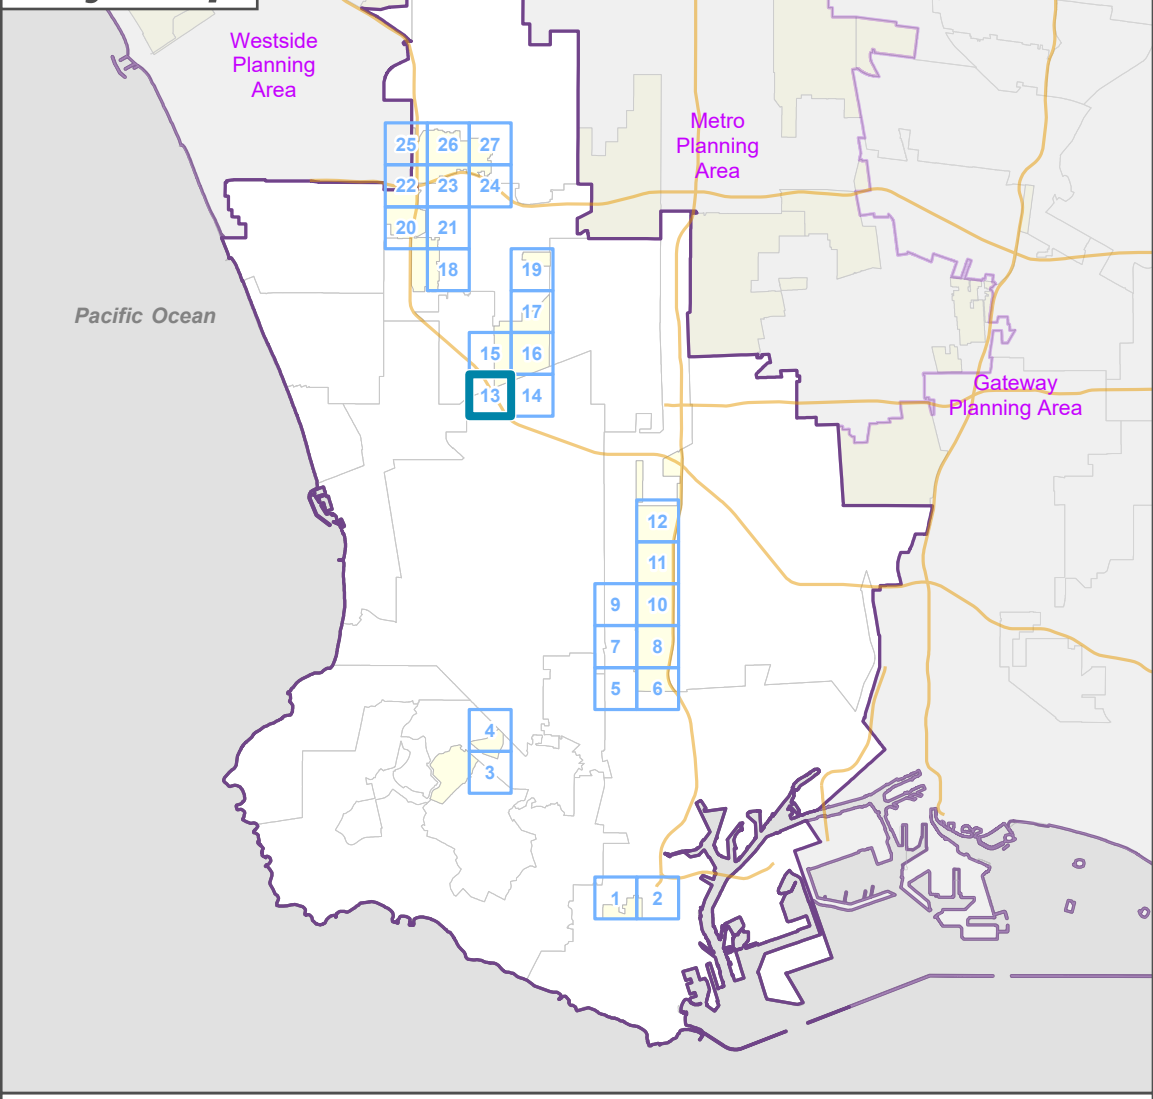 Westside
Planning
Area
Metro
Planning
Area
25 26 27
22 23 24
20 21
18 19
Pacific Ocean
17
15 16
13 14
Gateway
Planning Area
12
11
9 10
7 8
5 6
4
3
1 2